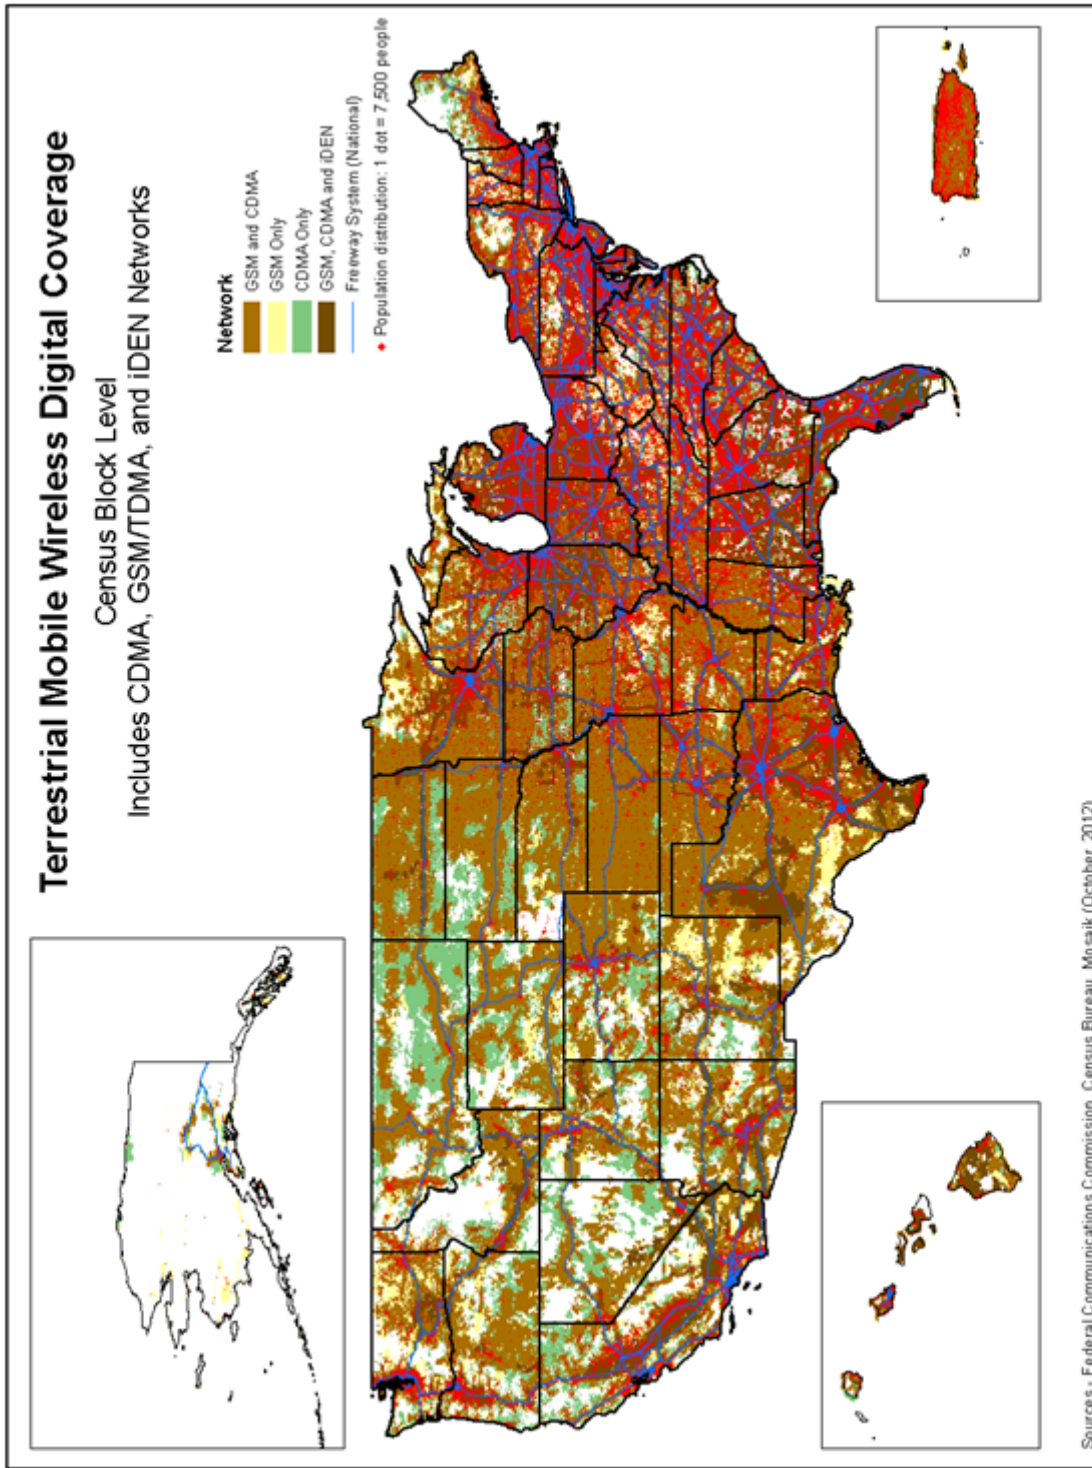 Terrestrial Mobile Wireless Digital Coverage
Census Block Level
Includes CDMA, GSM/TDMA, and iDEN Networks
Network
GSM and CDMA
GSM Only
CDMA Only
GSM, CDMA and iDEN
Freeway System (National)
Population distribution: 1 dot = 7,500 people
Sources: Federal Communications Commission, Census Bureau, Mosaik (October, 2012)